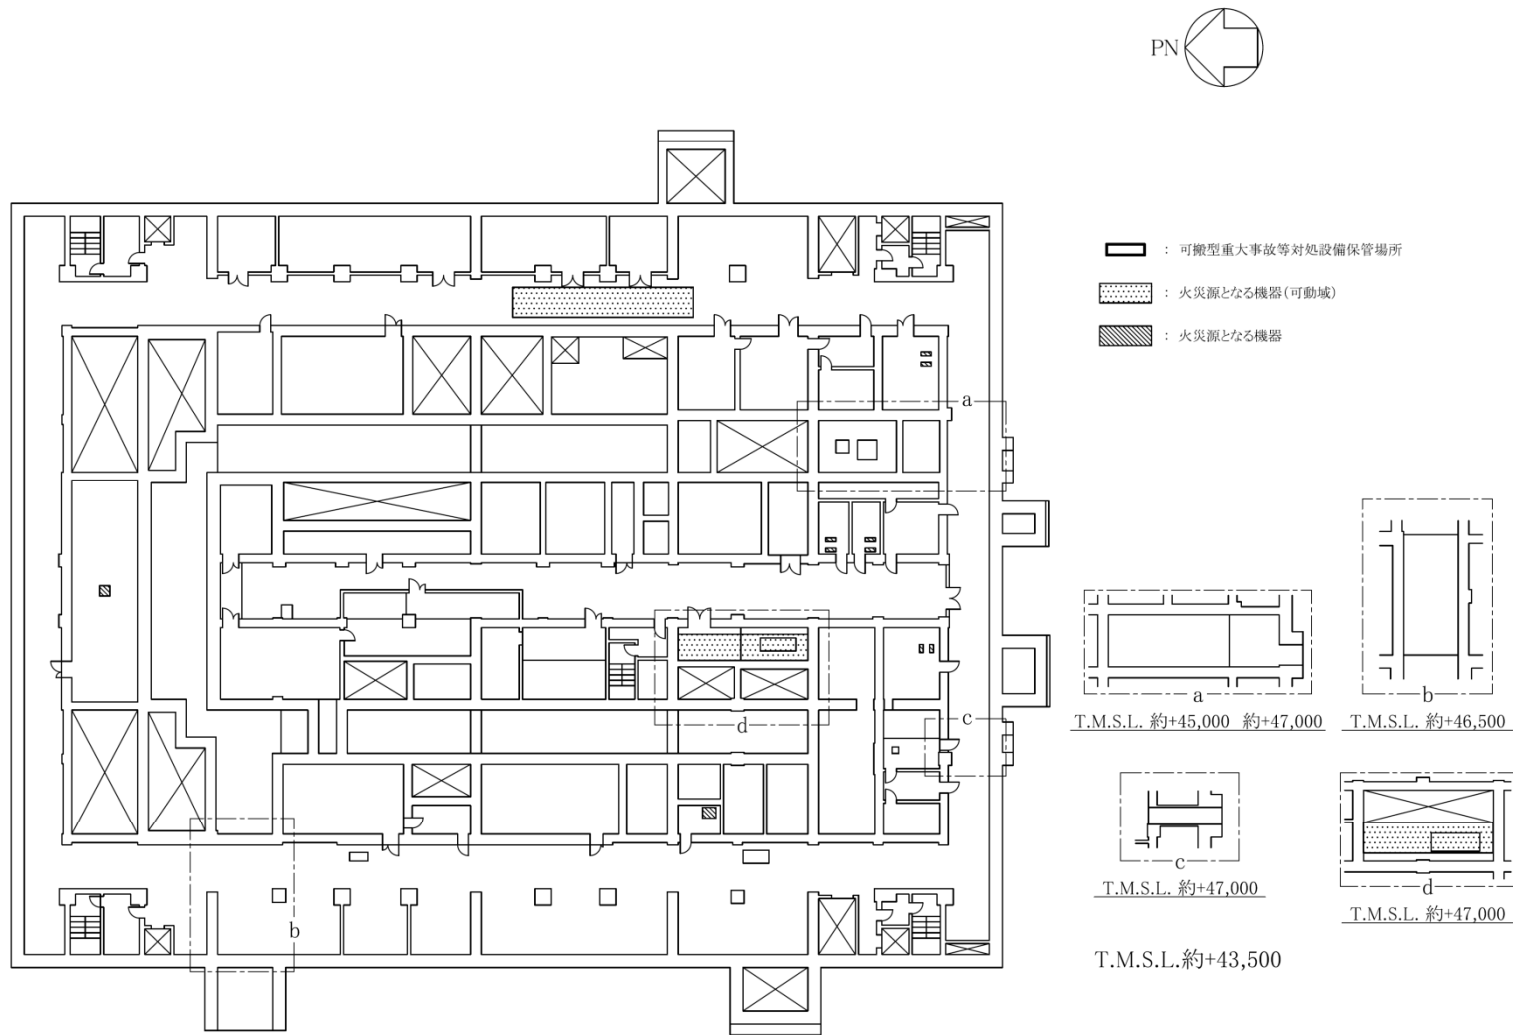 PN
： 可搬型重大事故等対処設備保管場所
： 火災源となる機器(可動域)
： 火災源となる機器
a
d
c
b
a
T.M.S.L. 約+45,000 約+47,000
b
T.M.S.L. 約+46,500
c
T.M.S.L. 約+47,000
d
T.M.S.L. 約+47,000
T.M.S.L.約+43,500